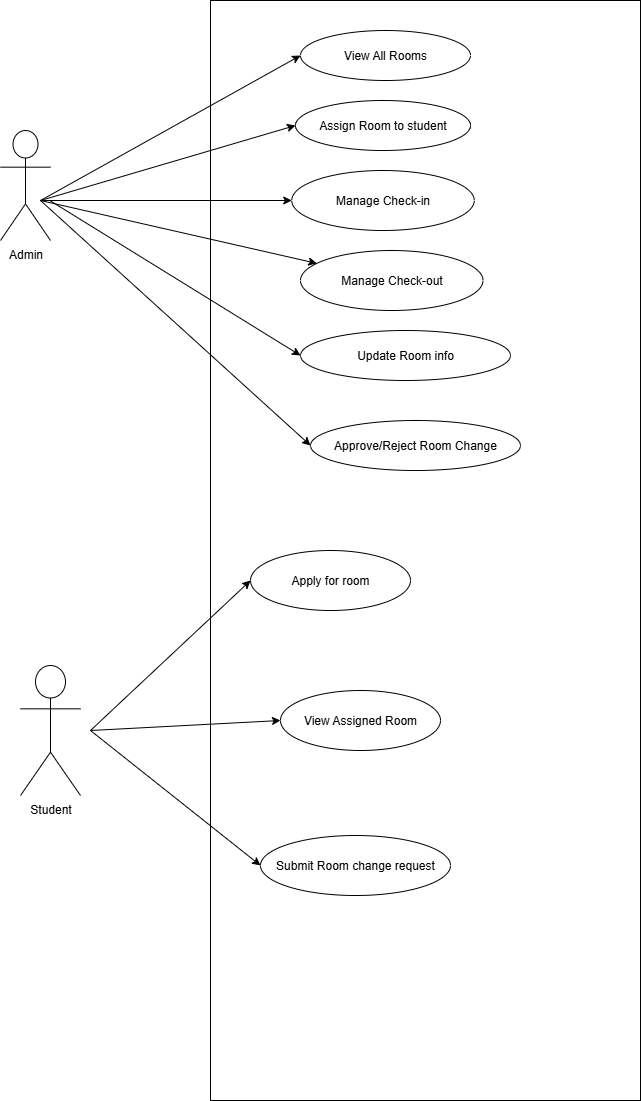 View All Rooms
Assign Room to student
Manage Check-in
Admin
Manage Check-out
Update Room info
Approve/Reject Room Change
Apply for room
View Assigned Room
Student
Submit Room change request